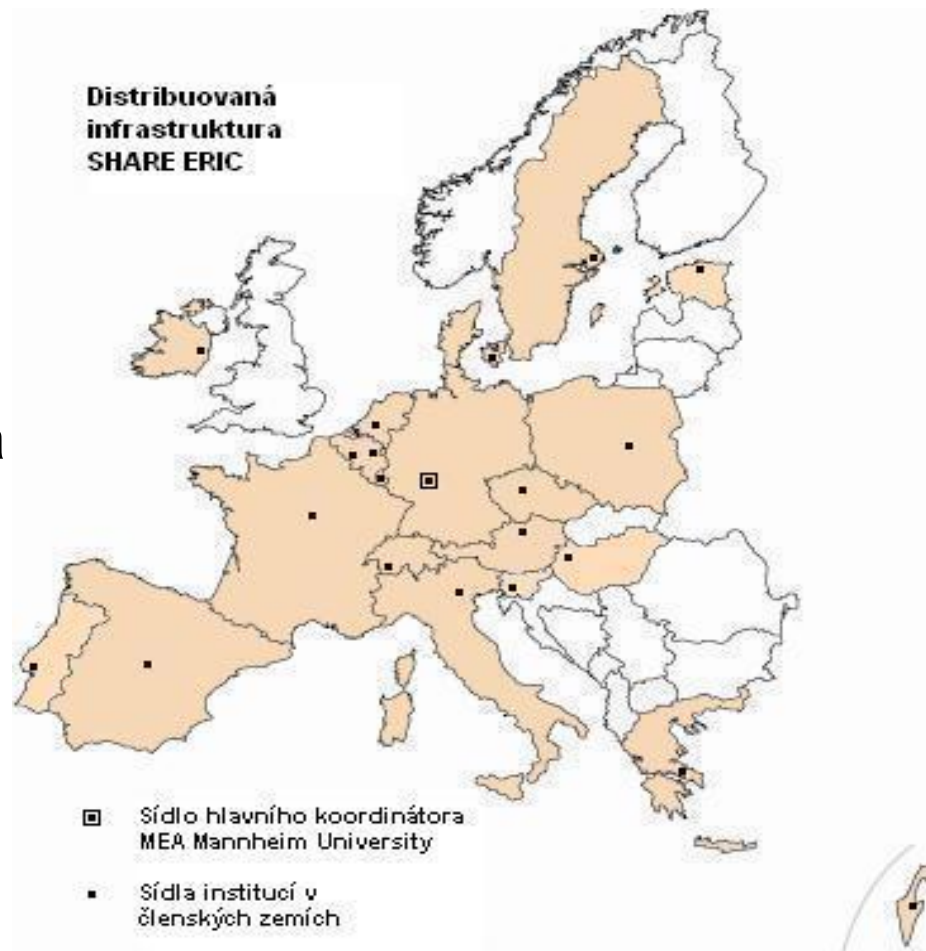 Distribuovaná
infrastruktura
SHARE ERIC
Sídlo hlavního koordinátora
MEA Mannheim University
Sídla institucí v
členských zemích